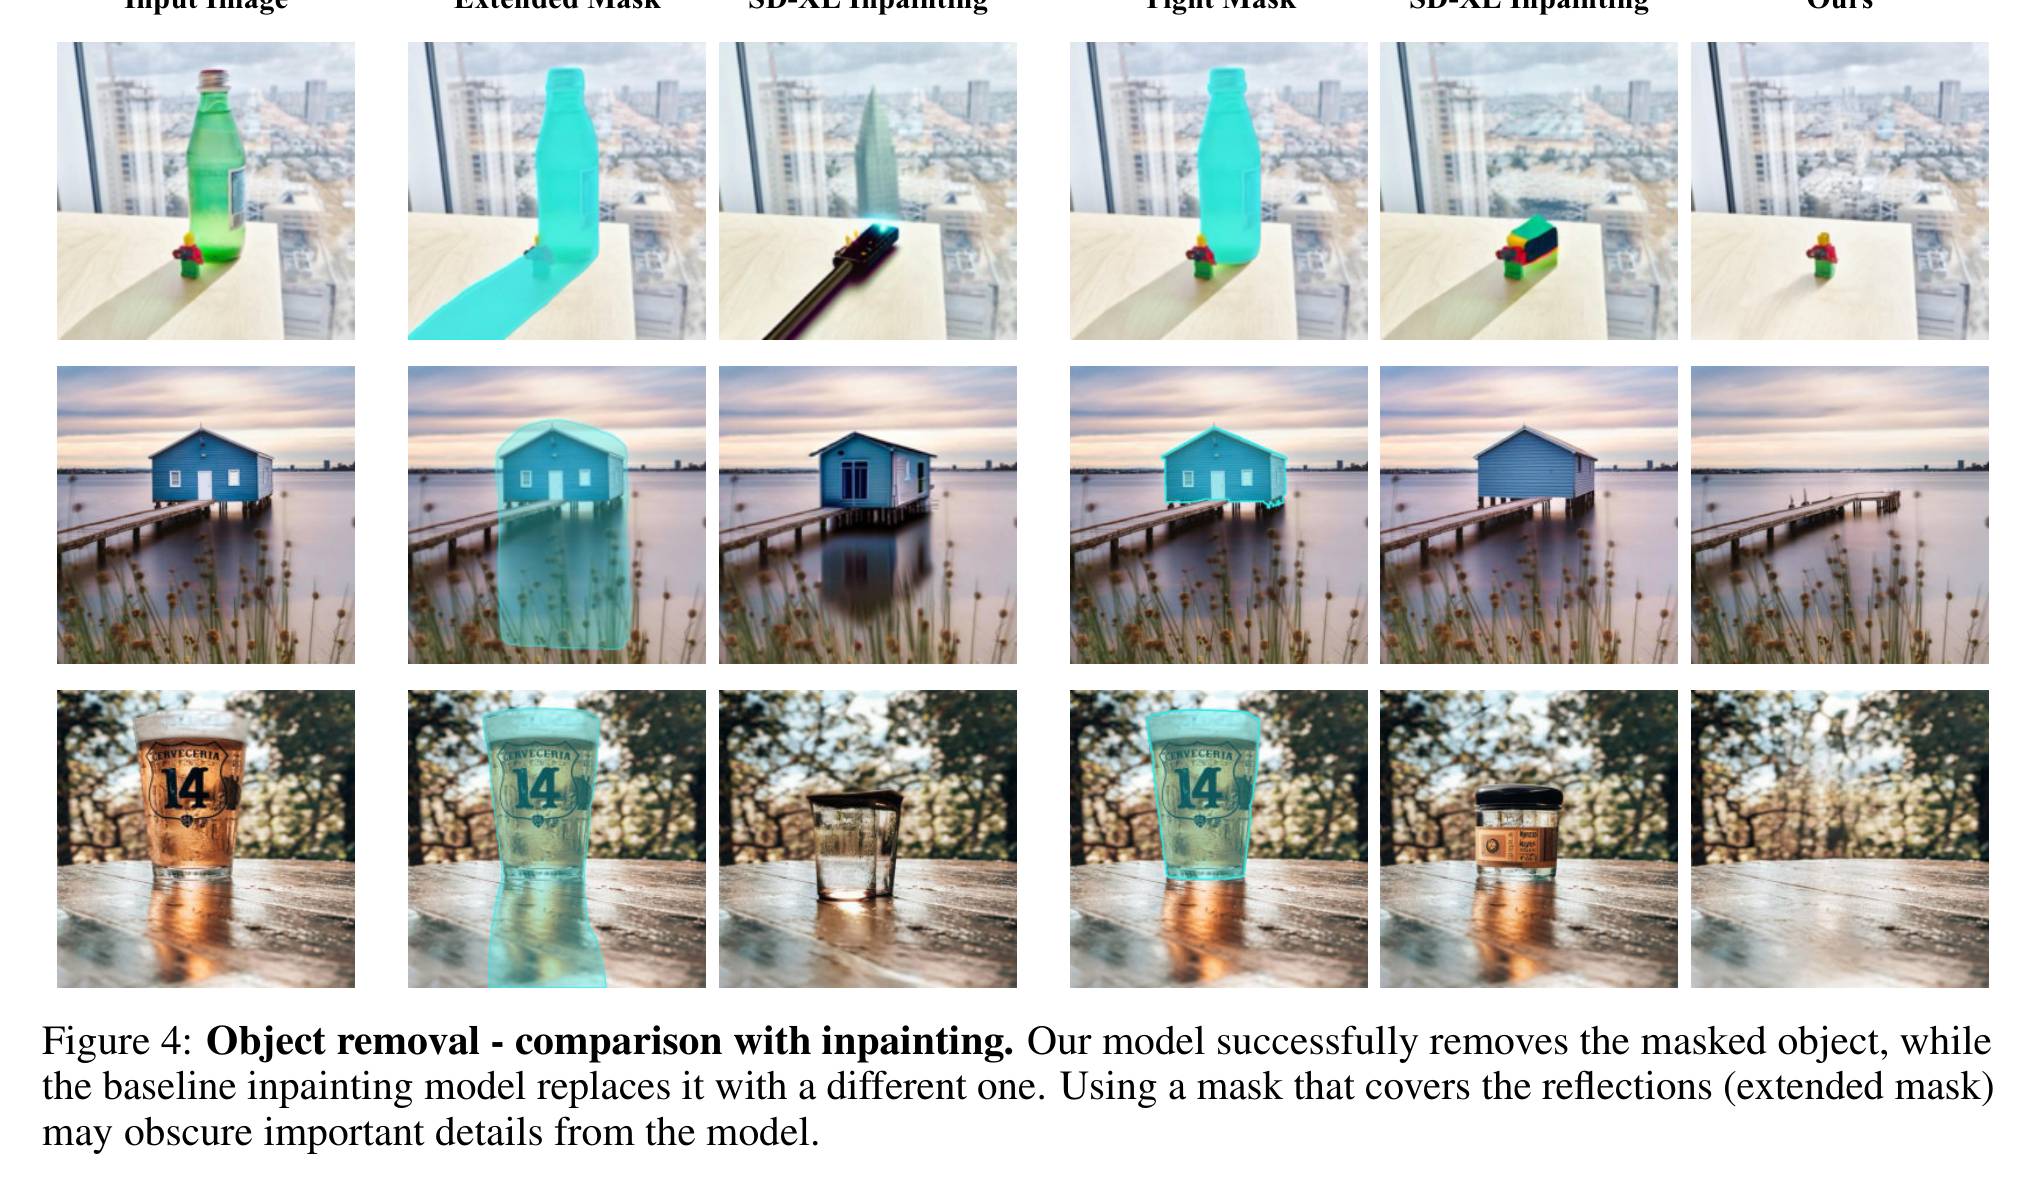 Input Image Extended Mask SD-XL Inpainting Tight Mask SD-XL Inpainting Ours
CERVECERIA
14
CERVECERIA
14
CERVECERIA
14
Figure 4: Object removal - comparison with inpainting. Our model successfully removes the masked object, while
the baseline inpainting model replaces it with a different one. Using a mask that covers the reflections (extended mask)
may obscure important details from the model.